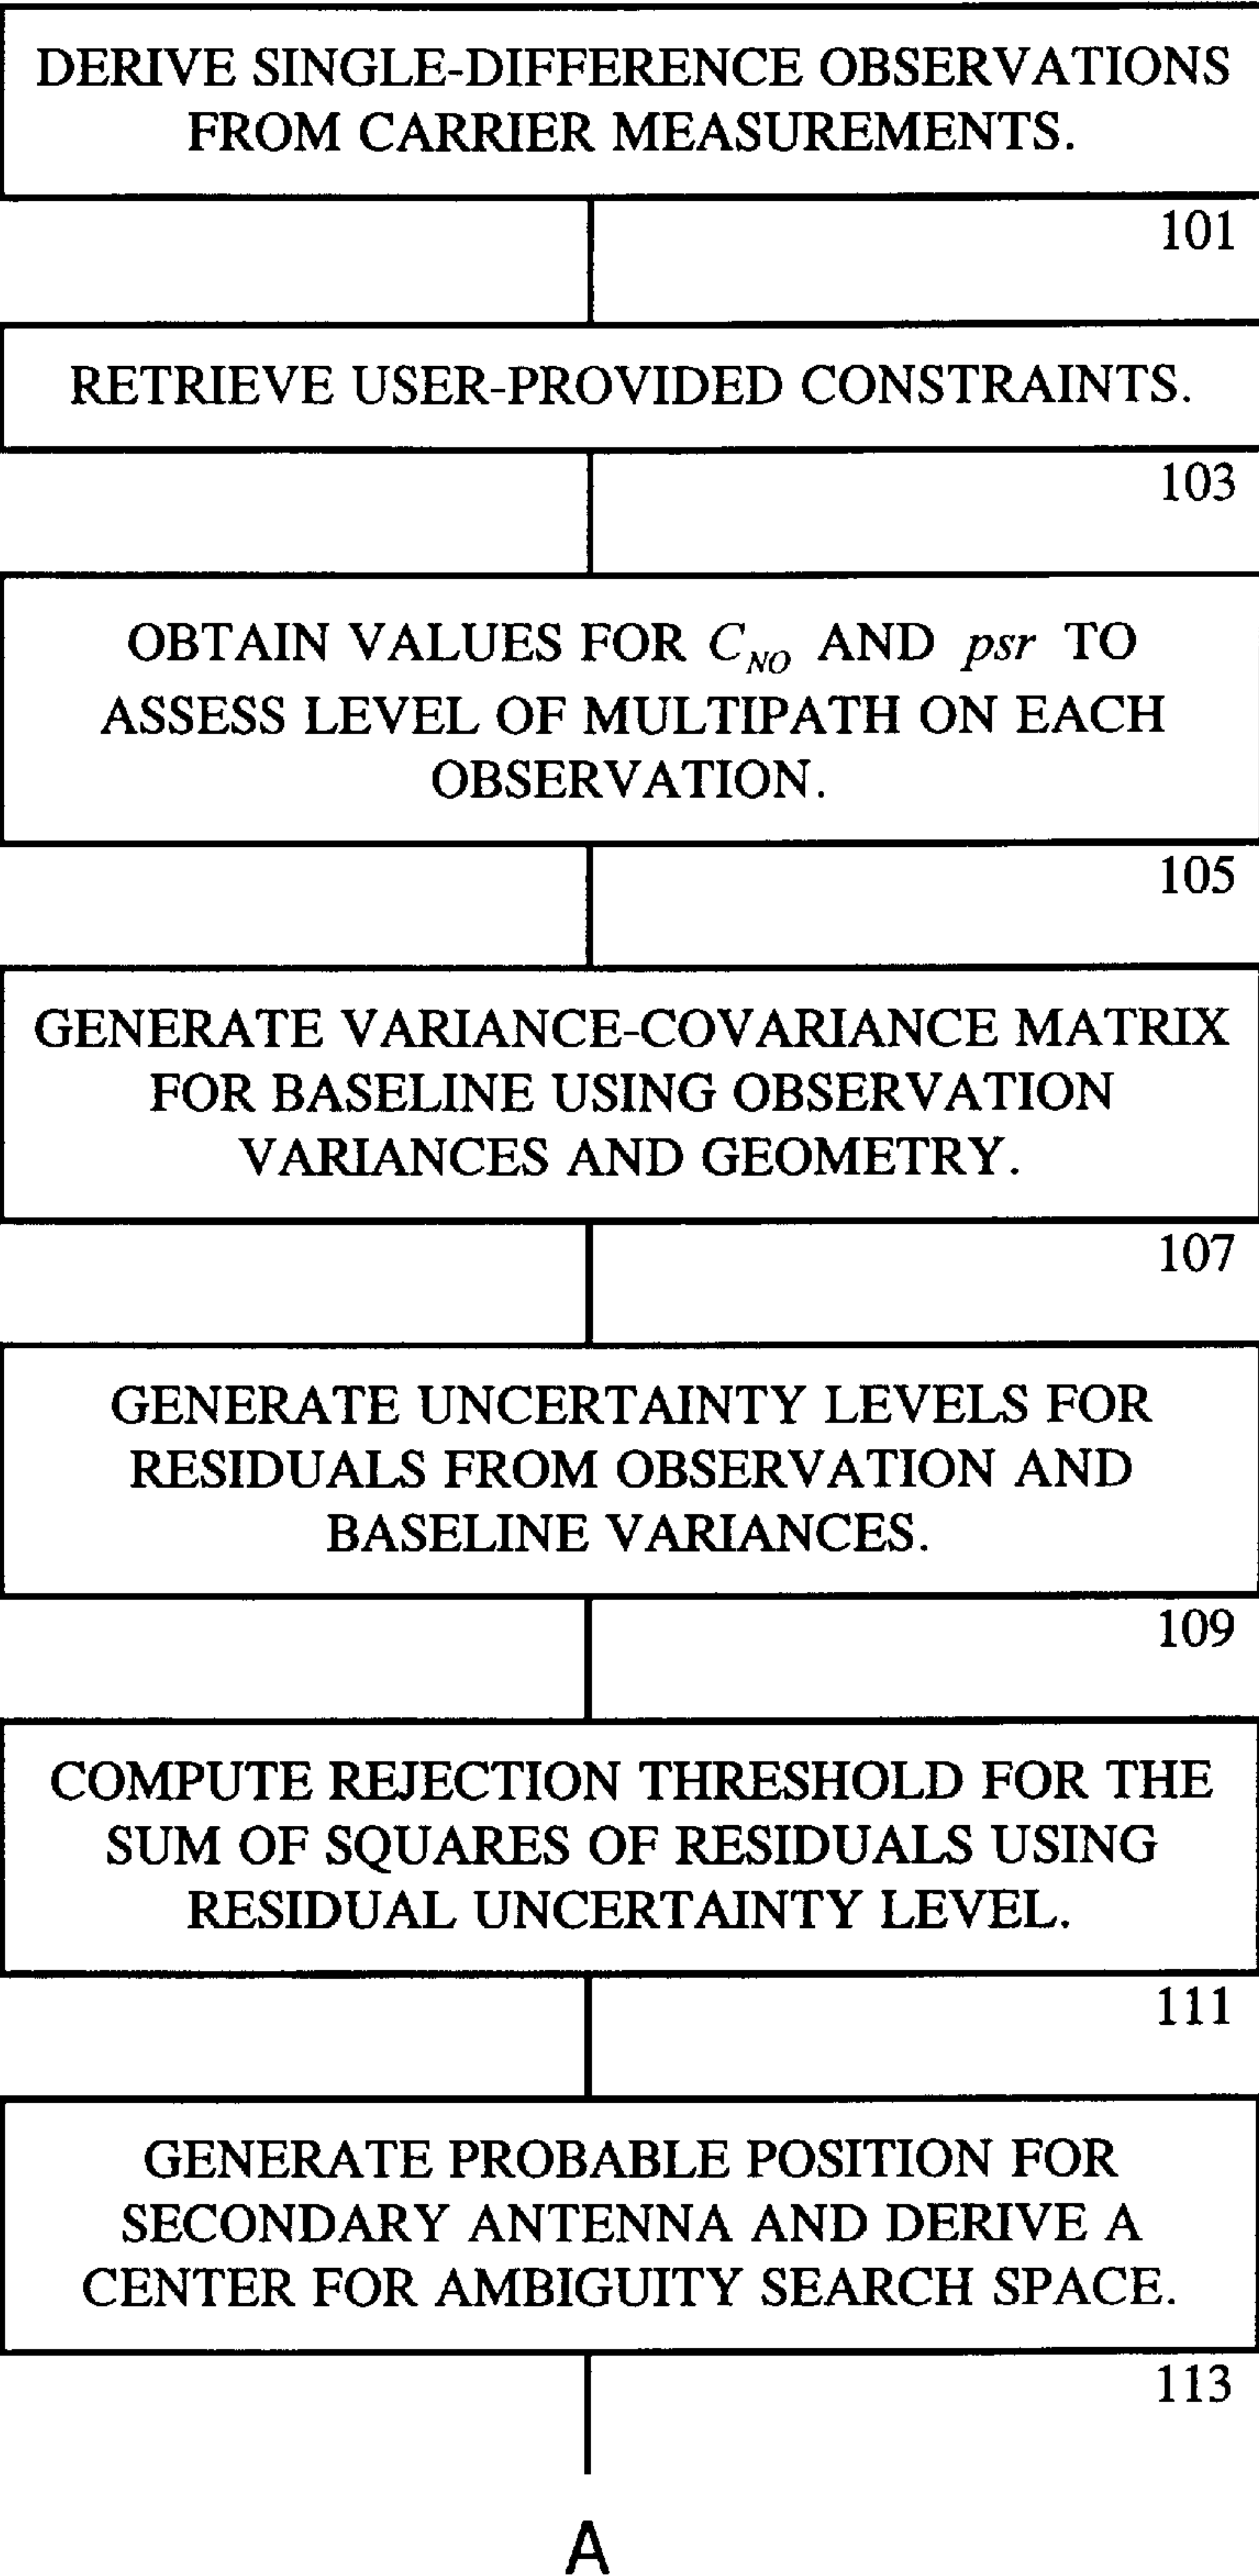 DERIVE SINGLE-DIFFERENCE OBSERVATIONS
FROM CARRIER MEASUREMENTS.
101
RETRIEVE USER-PROVIDED CONSTRAINTS.
103
OBTAIN VALUES FOR C_NO AND psr TO
ASSESS LEVEL OF MULTIPATH ON EACH
OBSERVATION.
105
GENERATE VARIANCE-COVARIANCE MATRIX
FOR BASELINE USING OBSERVATION
VARIANCES AND GEOMETRY.
107
GENERATE UNCERTAINTY LEVELS FOR
RESIDUALS FROM OBSERVATION AND
BASELINE VARIANCES.
109
COMPUTE REJECTION THRESHOLD FOR THE
SUM OF SQUARES OF RESIDUALS USING
RESIDUAL UNCERTAINTY LEVEL.
111
GENERATE PROBABLE POSITION FOR
SECONDARY ANTENNA AND DERIVE A
CENTER FOR AMBIGUITY SEARCH SPACE.
113
A